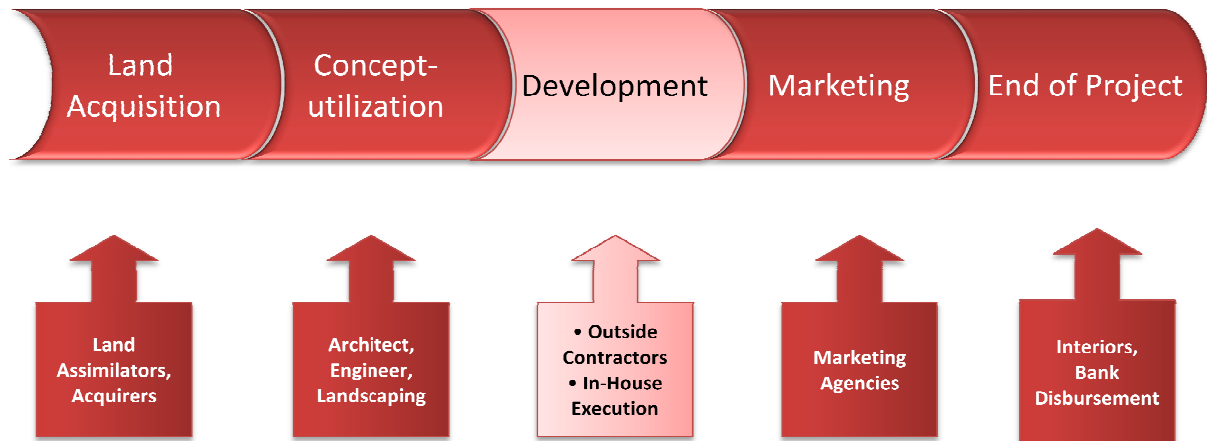 Land
Acquisition
Concept-
utilization
Development
Marketing
End of Project
Land
Assimilators,
Acquirers
Architect,
Engineer,
Landscaping
• Outside
Contractors
• In-House
Execution
Marketing
Agencies
Interiors,
Bank
Disbursement